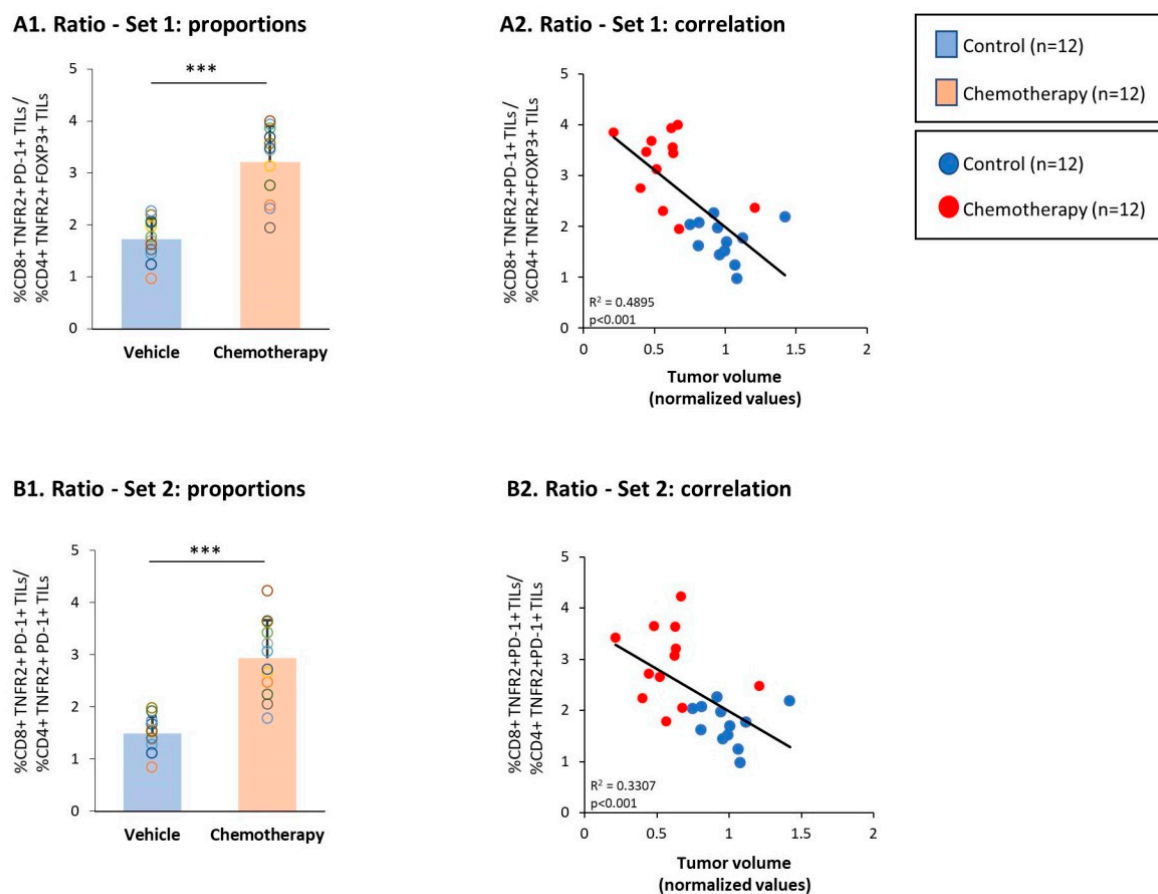 A1. Ratio - Set 1: proportions
%CD8+ TNFR2+ PD-1+ TILs/
%CD4+ TNFR2+ FOXP3+ TILs
5
4
3
2
1
0
***
Vehicle
Chemotherapy
A2. Ratio - Set 1: correlation
%CD8+ TNFR2+PD-1+ TILs/
%CD4+ TNFR2+FOXP3+ TILs
5
4
3
2
1
0
R² = 0.4895
p<0.001
0
0.5
1
1.5
2
Tumor volume
(normalized values)
Control (n=12)
Chemotherapy (n=12)
Control (n=12)
Chemotherapy (n=12)
B1. Ratio - Set 2: proportions
%CD8+ TNFR2+ PD-1+ TILs/
%CD4+ TNFR2+ PD-1+ TILs
5
4
3
2
1
0
***
Vehicle
Chemotherapy
B2. Ratio - Set 2: correlation
%CD8+ TNFR2+PD-1+ TILs/
%CD4+ TNFR2+PD-1+ TILs
5
4
3
2
1
0
R² = 0.3307
p<0.001
0
0.5
1
1.5
2
Tumor volume
(normalized values)